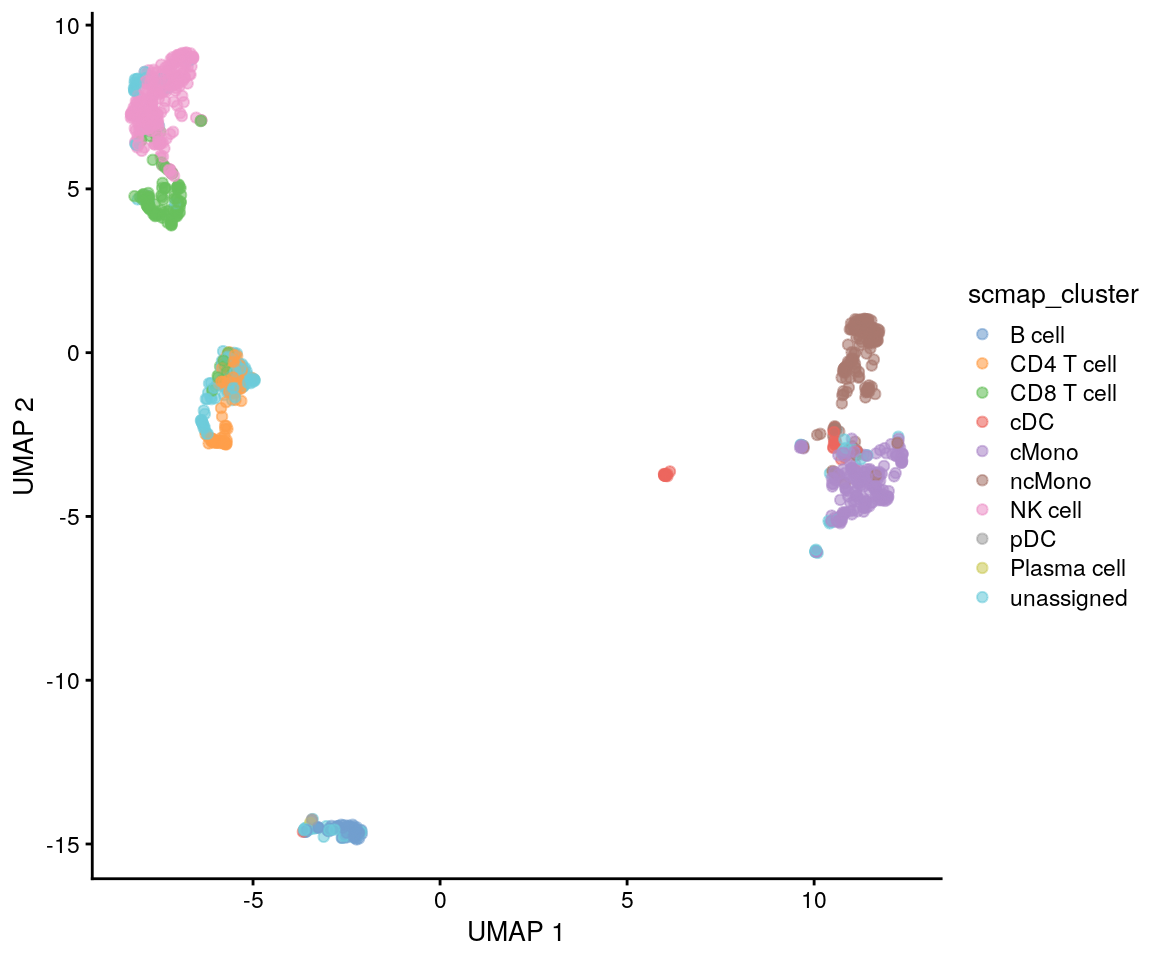 10
5
0
-5
-10
-15
UMAP 2
-5
0
5
10
UMAP 1
scmap_cluster
B cell
CD4 T cell
CD8 T cell
cDC
cMono
ncMono
NK cell
pDC
Plasma cell
unassigned